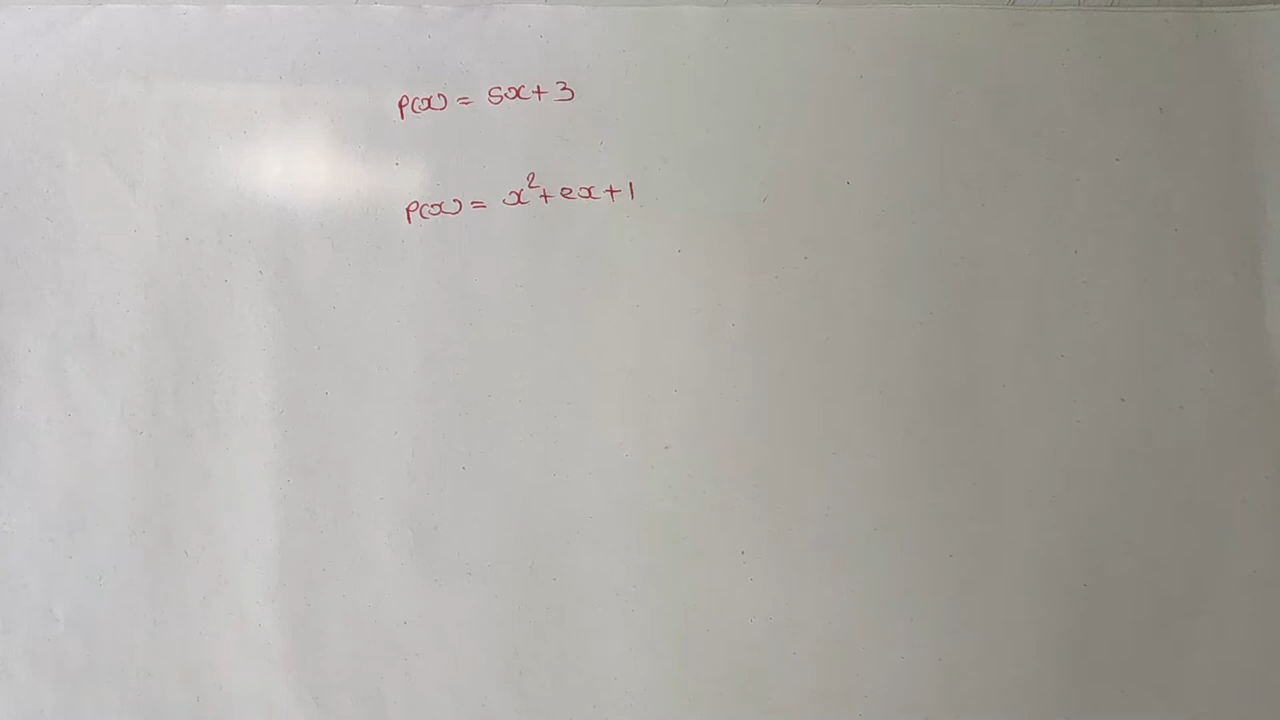 p(x) = 5x+3
p(x) = x²+2x+1